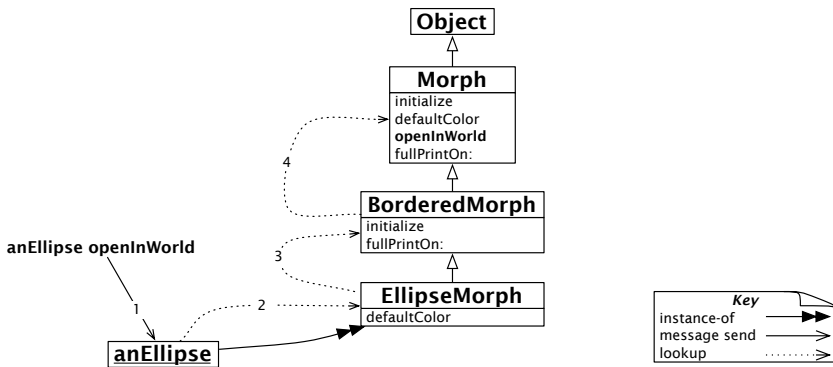 Object
Morph
initialize
defaultColor
openInWorld
fullPrintOn:
4
BorderedMorph
initialize
fullPrintOn:
anEllipse openInWorld
3
EllipseMorph
defaultColor
1
2
anEllipse
Key
instance-of
message send
lookup